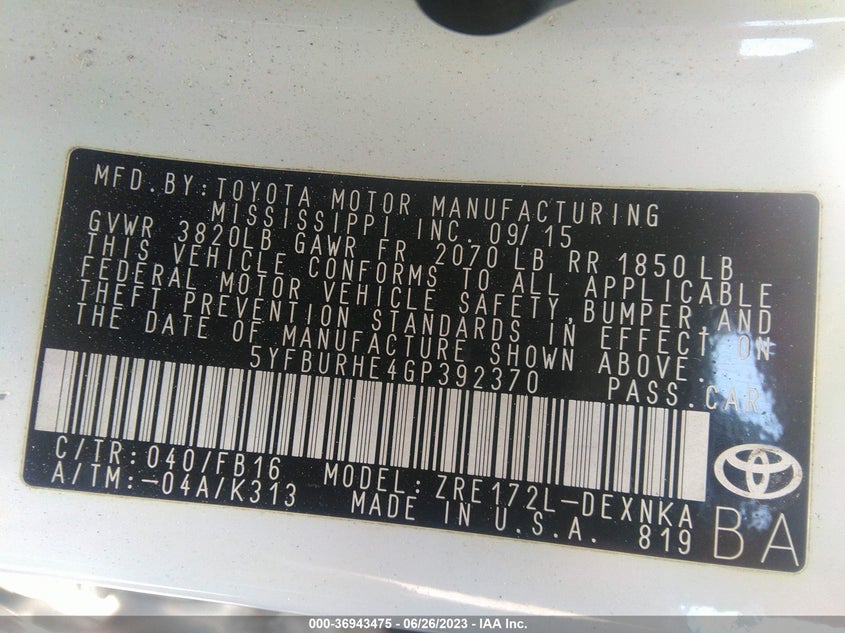 MFD.BY:TOYOTA MOTOR MANUFACTURING
MISSISSIPPI INC. 09/15
GVWR 3820LB GAWR FR 2070 LB RR 1850 LB
THIS VEHICLE CONFORMS TO ALL APPLICABLE
FEDERAL MOTOR VEHICLE SAFETY, BUMPER AND
THEFT PREVENTION STANDARDS IN EFFECT ON
THE DATE OF MANUFACTURE SHOWN ABOVE.
5YFBURHE4GP392370 PASS.CAR
C/TR: 040/FB16 MODEL: ZRE172L-DEXNKA
A/TM: -04A/K313 MADE IN U.S.A. 819
BA
000-36943475 - 06/26/2023 - IAA Inc.